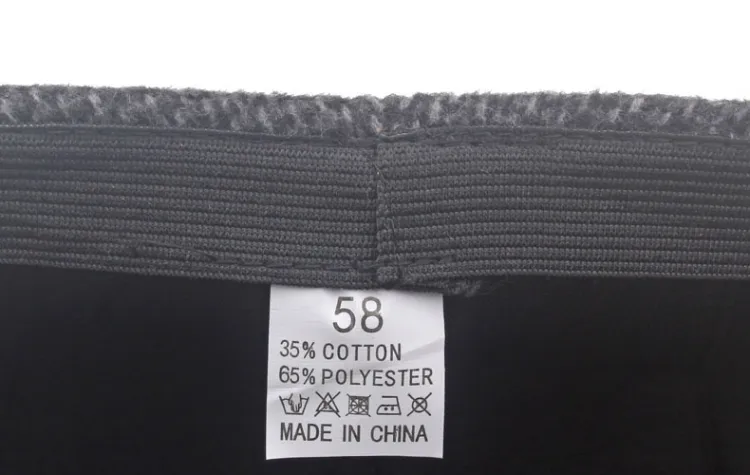 58
35% COTTON
65% POLYESTER
MADE IN CHINA